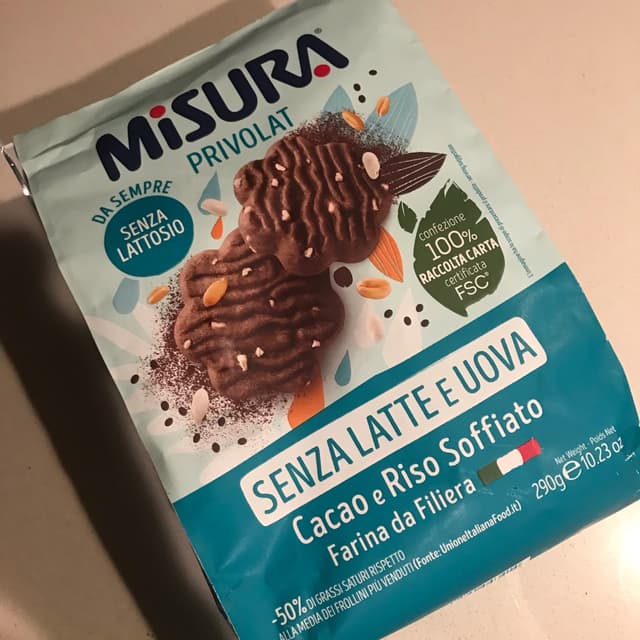 MiSURA
PRIVOLAT
DA SEMPRE
SENZA
LATTOSIO
confezione
100%
RACCOLTA CARTA
certificata
FSC
SENZA LATTE E UOVA
Cacao e Riso Soffiato
Farina da Filiera
Net Weight - Poids Net
290g e 10.23 oz
-50% DI GRASSI SATURI RISPETTO
ALLA MEDIA DEI FROLLINI PIÙ VENDUTI (Fonte: UnioneItalianaFood.it)